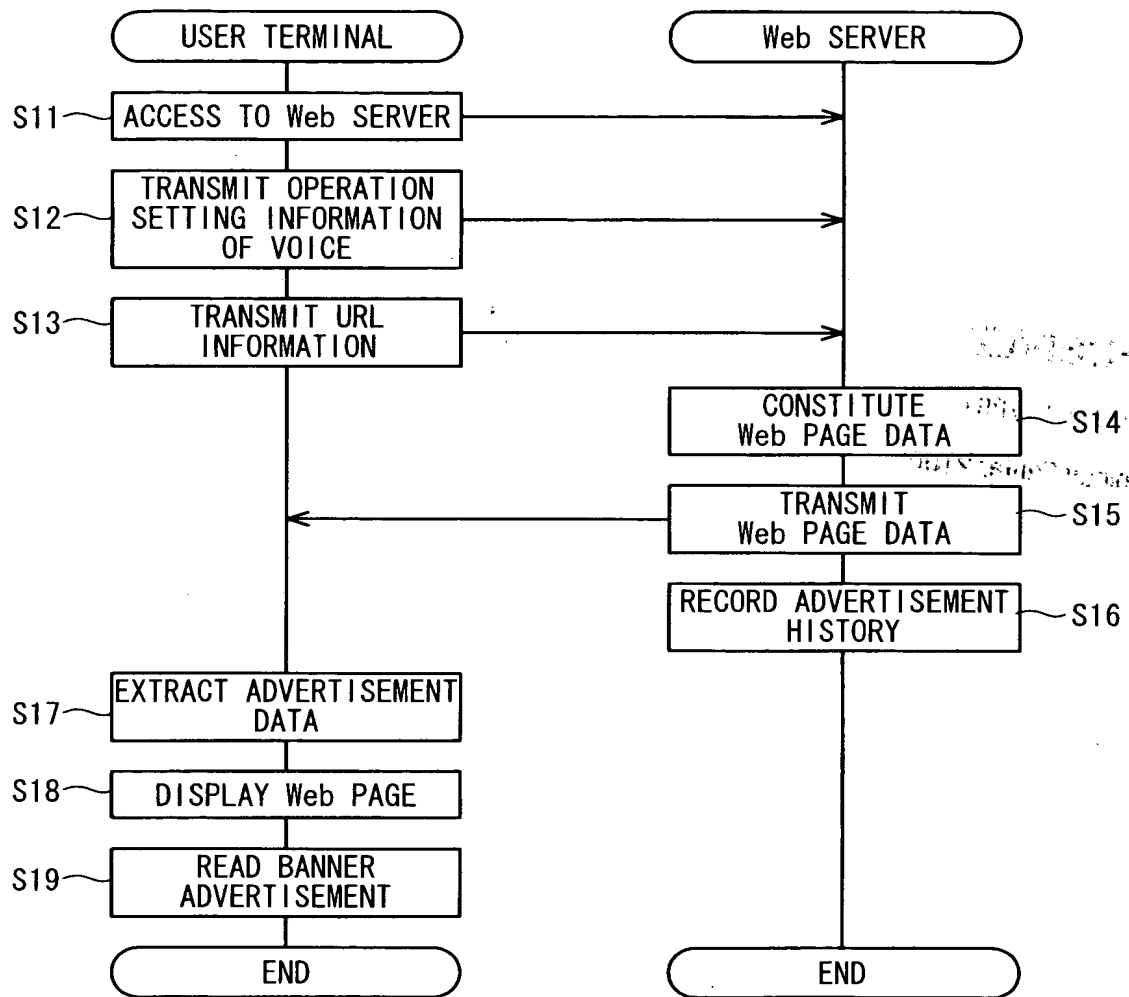 USER TERMINAL
Web SERVER
S11
ACCESS TO Web SERVER
S12
TRANSMIT OPERATION
SETTING INFORMATION
OF VOICE
S13
TRANSMIT URL
INFORMATION
CONSTITUTE
Web PAGE DATA
S14
TRANSMIT
Web PAGE DATA
S15
RECORD ADVERTISEMENT
HISTORY
S16
S17
EXTRACT ADVERTISEMENT
DATA
S18
DISPLAY Web PAGE
S19
READ BANNER
ADVERTISEMENT
END
END